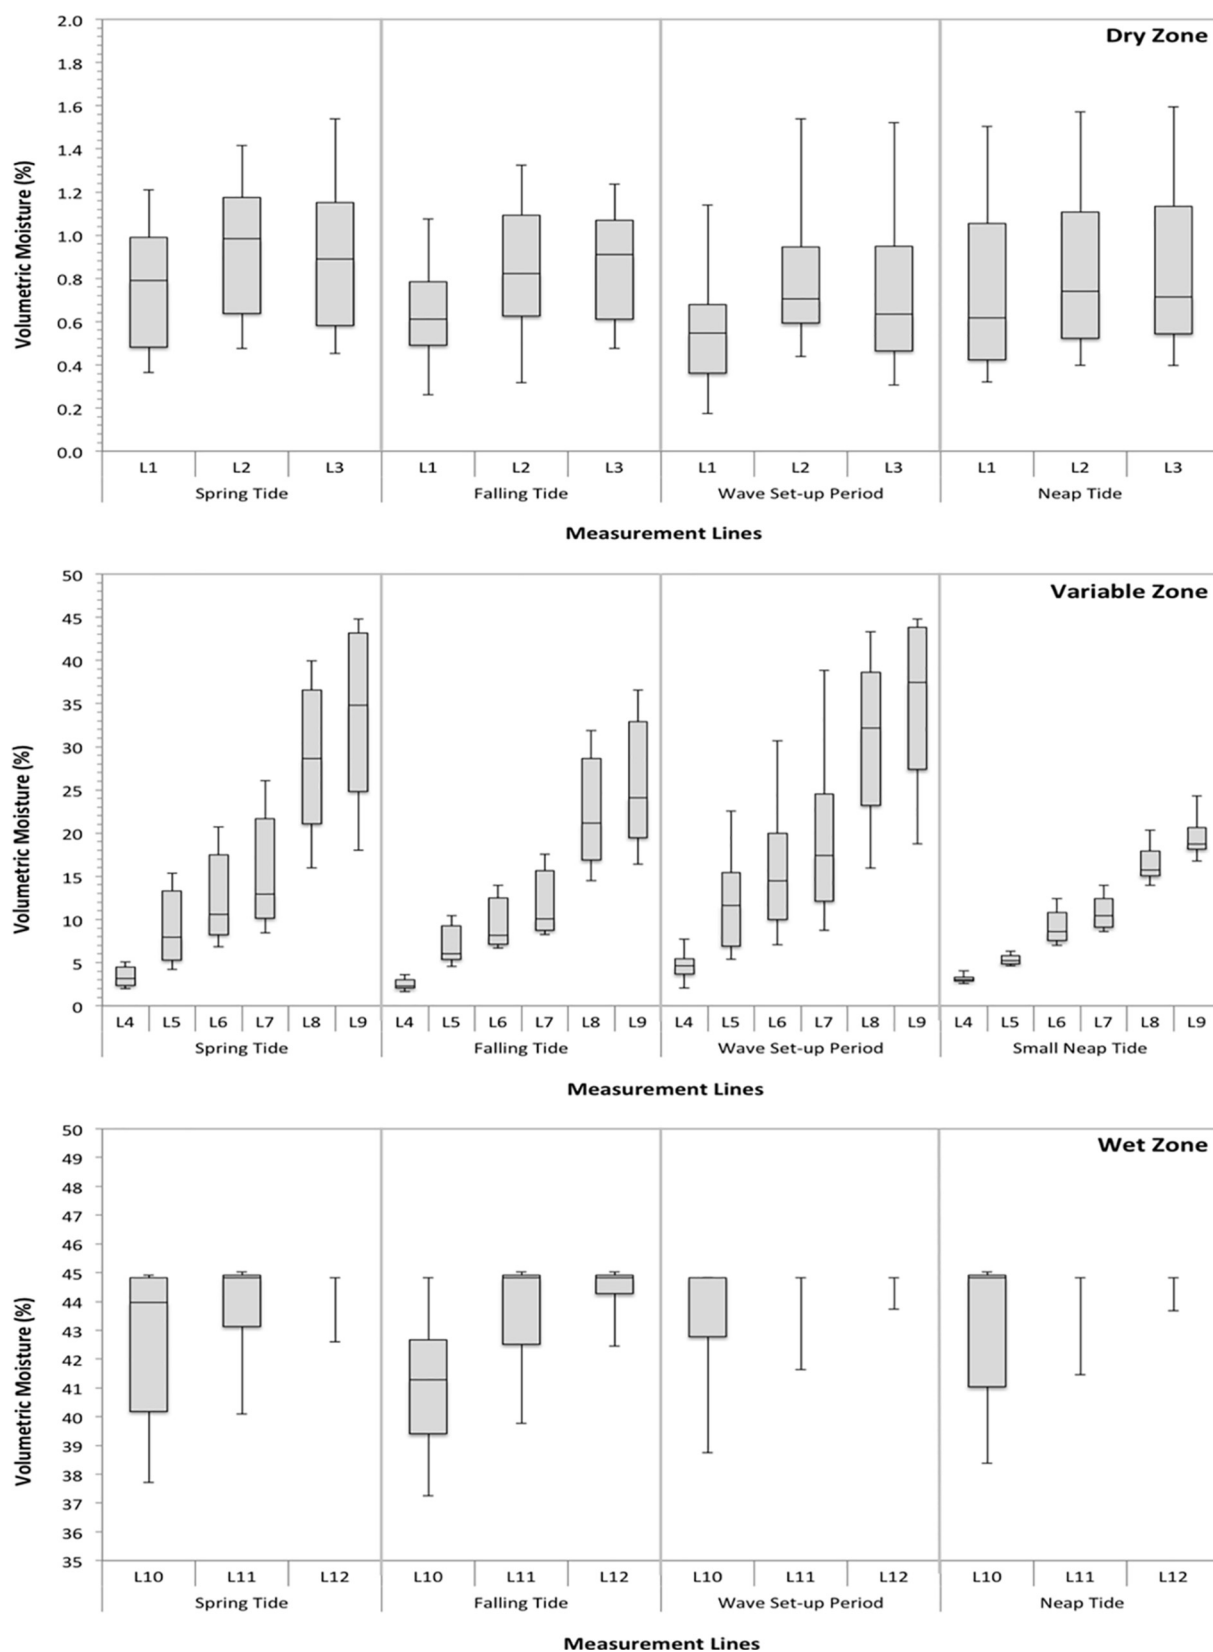 Dry Zone
Volumetric Moisture (%)
2.0
1.8
1.6
1.4
1.2
1.0
0.8
0.6
0.4
0.2
0.0
L1 L2 L3 L1 L2 L3 L1 L2 L3 L1 L2 L3
Spring Tide Falling Tide Wave Set-up Period Neap Tide
Measurement Lines
Variable Zone
Volumetric Moisture (%)
50
45
40
35
30
25
20
15
10
5
0
L4 L5 L6 L7 L8 L9 L4 L5 L6 L7 L8 L9 L4 L5 L6 L7 L8 L9 L4 L5 L6 L7 L8 L9
Spring Tide Falling Tide Wave Set-up Period Small Neap Tide
Measurement Lines
Wet Zone
Volumetric Moisture (%)
50
49
48
47
46
45
44
43
42
41
40
39
38
37
36
35
L10 L11 L12 L10 L11 L12 L10 L11 L12 L10 L11 L12
Spring Tide Falling Tide Wave Set-up Period Neap Tide
Measurement Lines